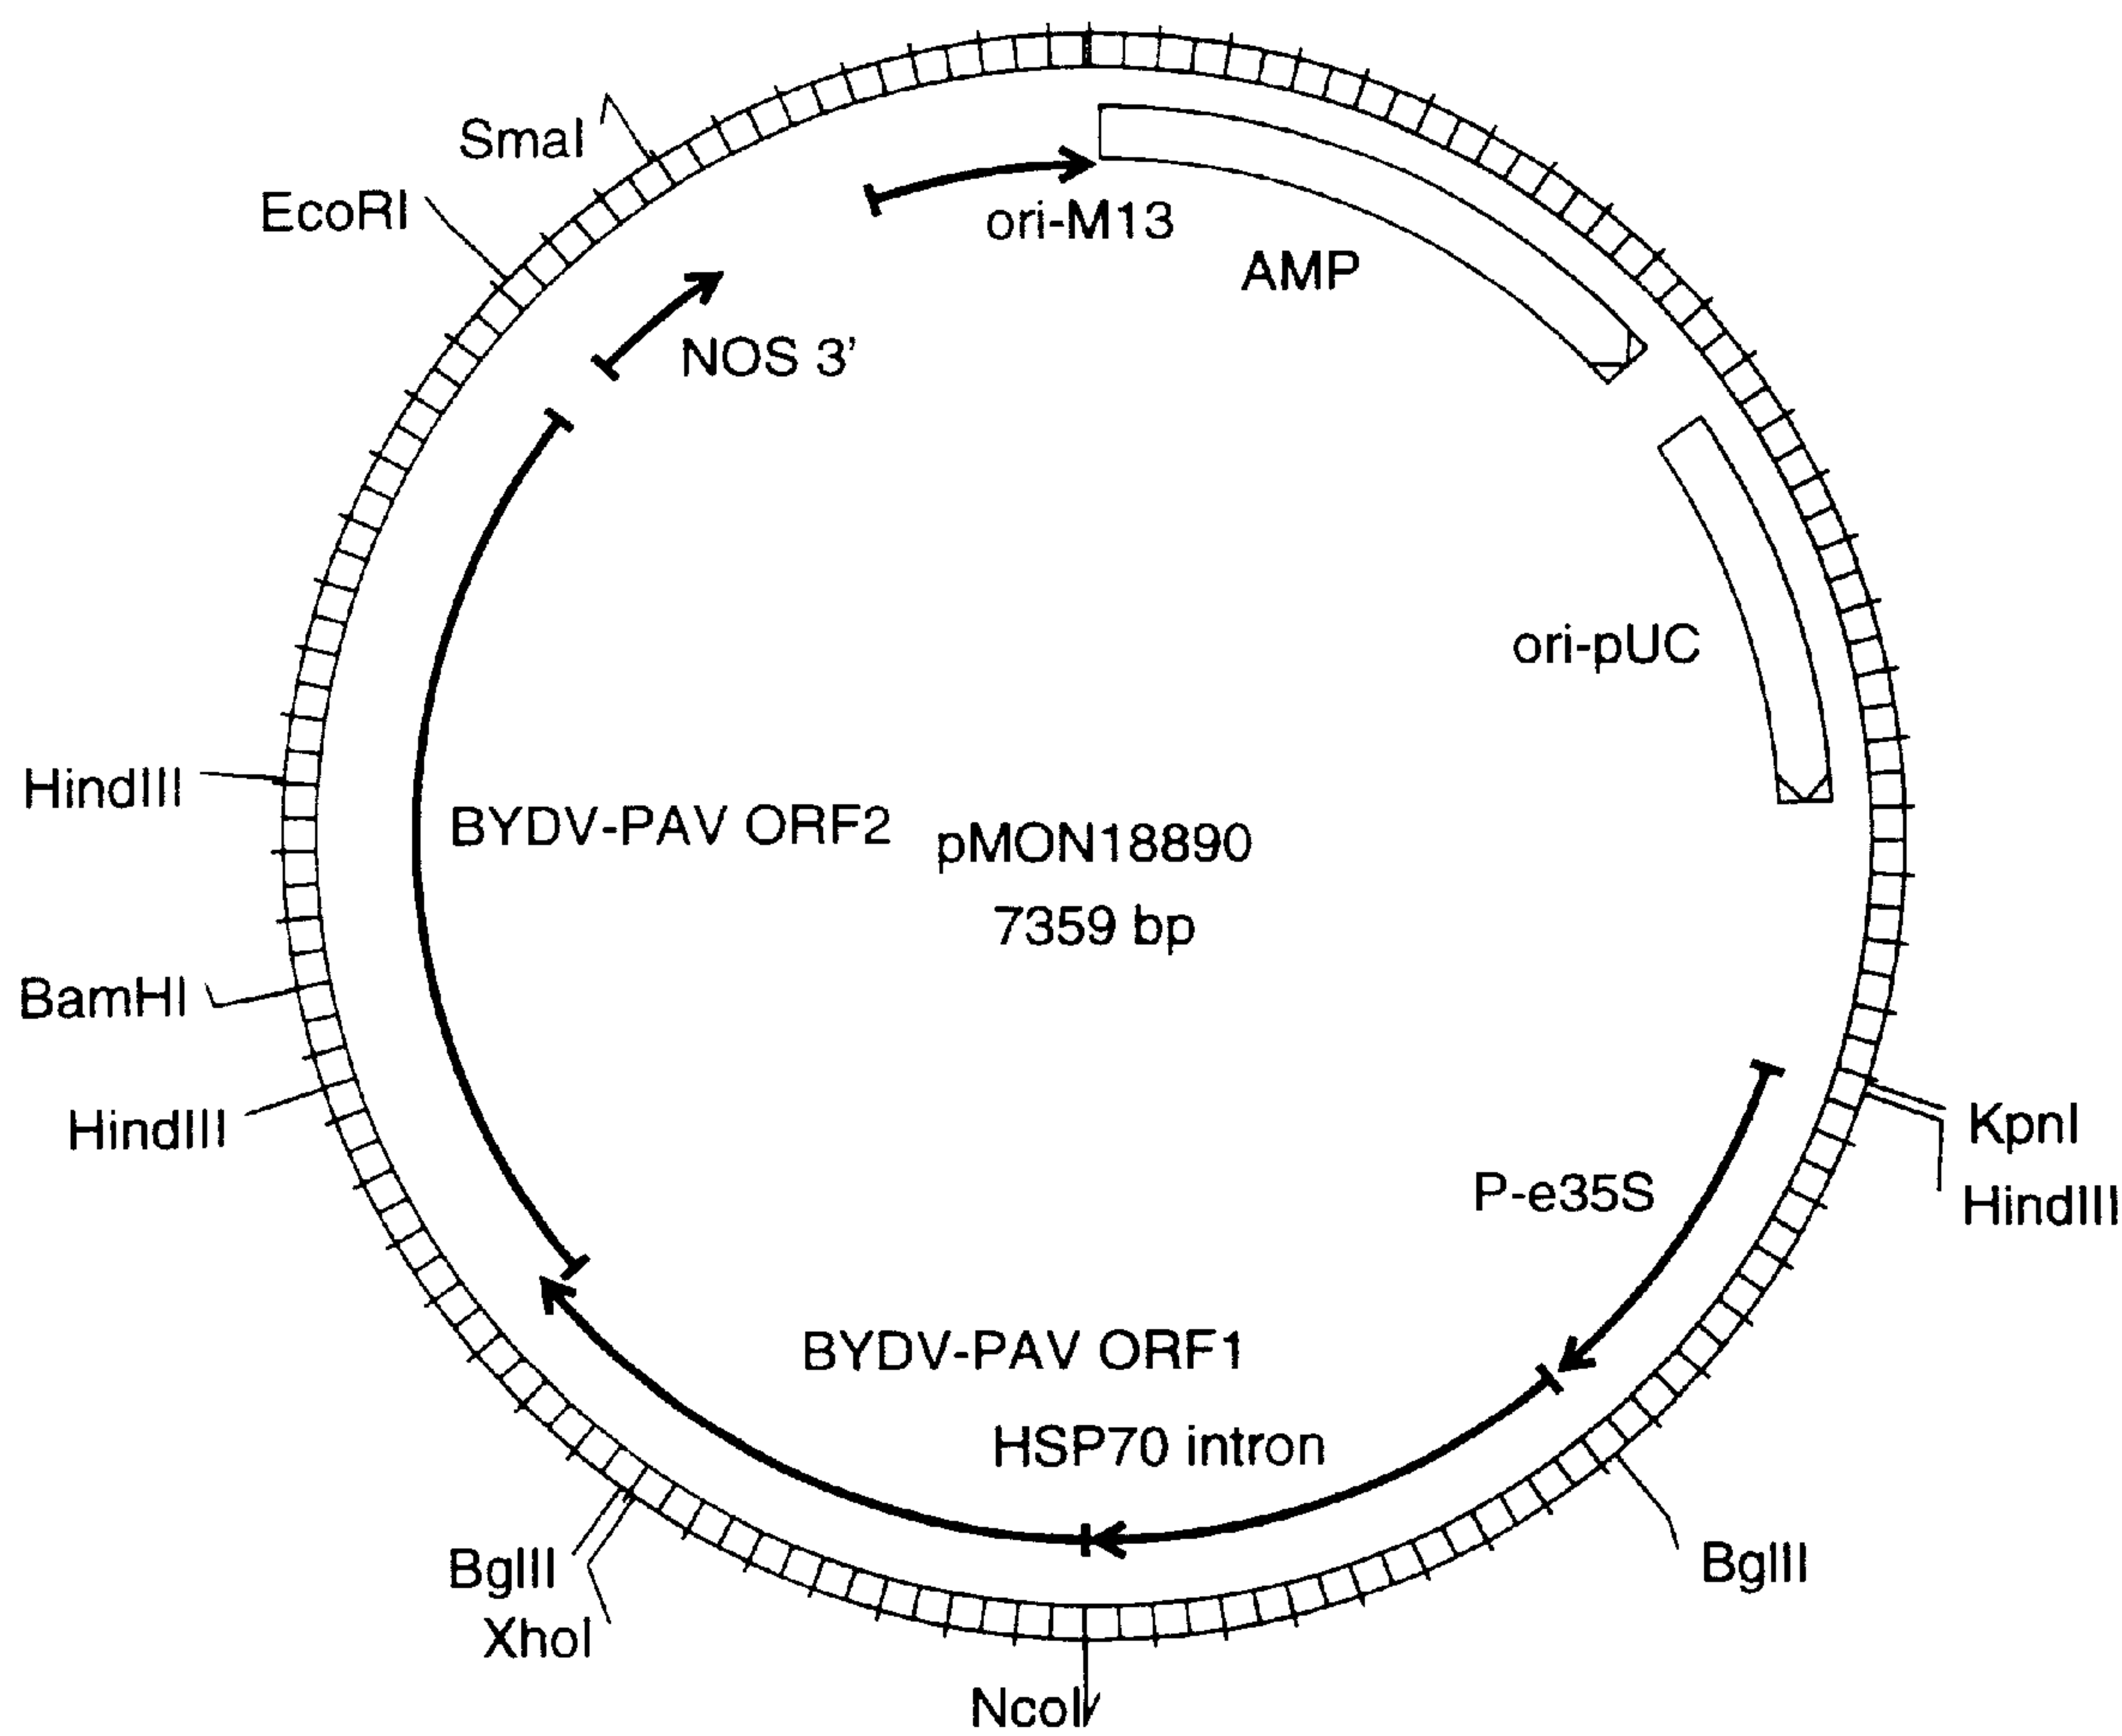 SmaI
EcoRI
ori-M13
AMP
NOS 3'
ori-pUC
HindIII
BYDV-PAV ORF2
pMON18890
7359 bp
BamHI
HindIII
KpnI
HindIII
P-e35S
BYDV-PAV ORF1
HSP70 intron
BglII
BglII
XhoI
NcoI